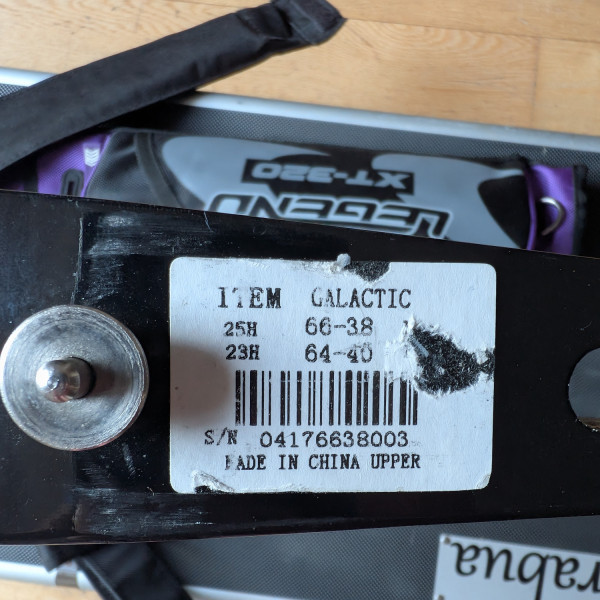 LEGEND
XT-320
ITEM GALACTIC
25H 66-38
23H 64-40
S/N 04176638003
MADE IN CHINA UPPER
rabua